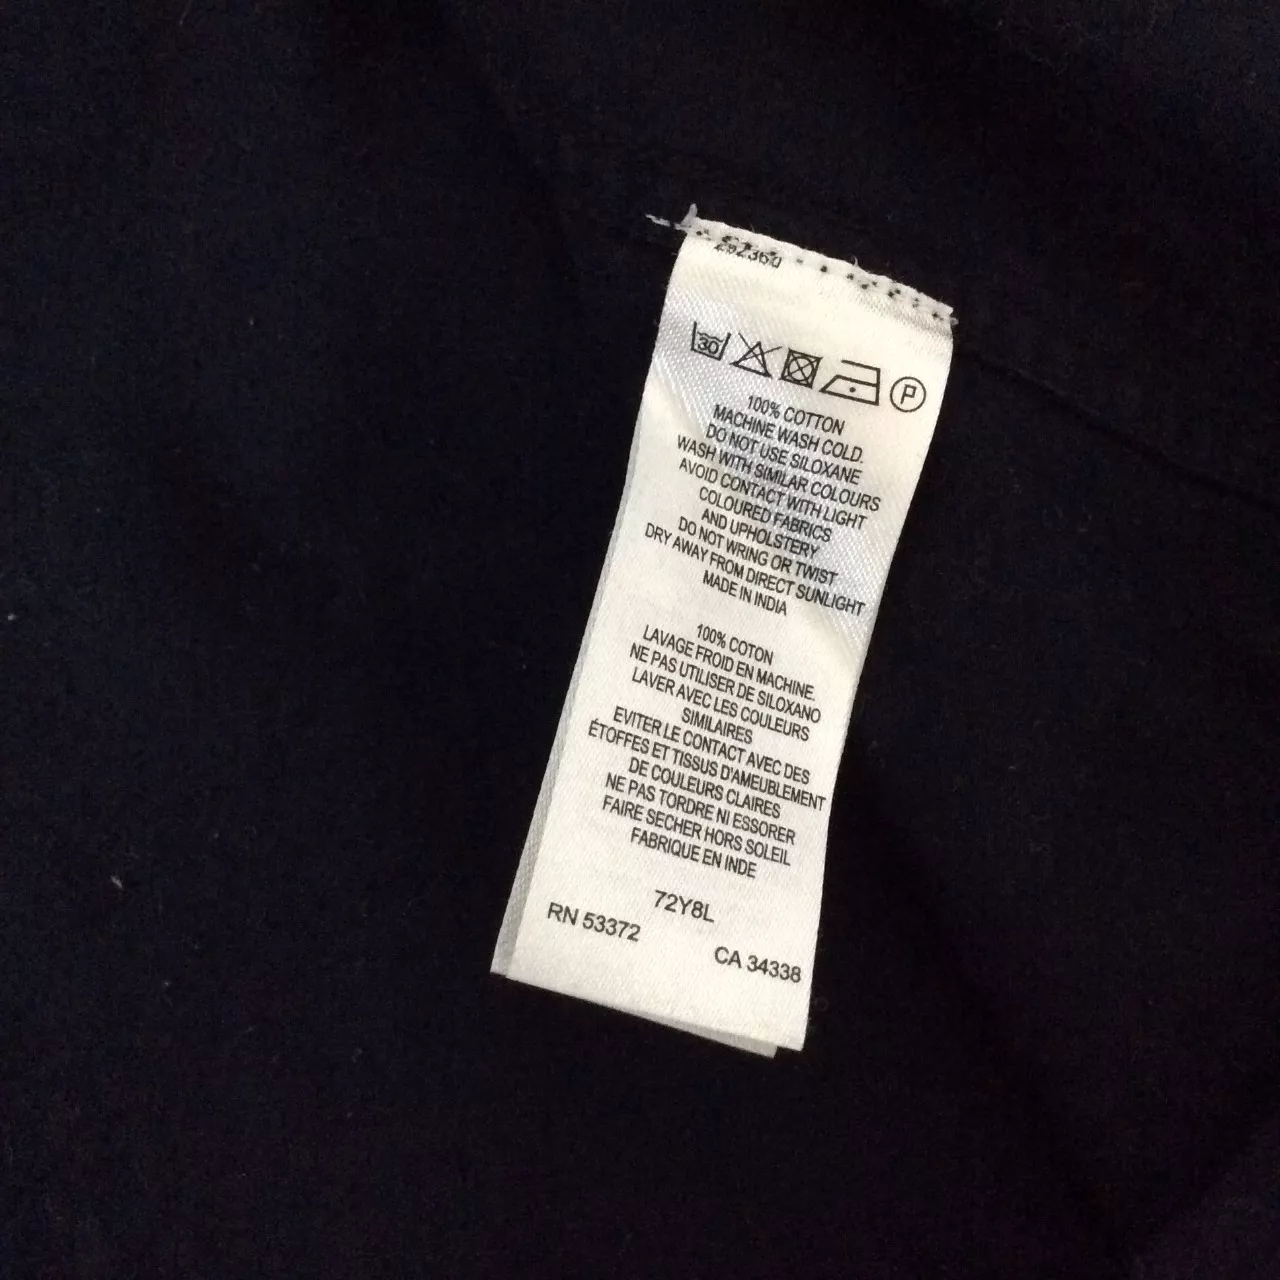 30
P
100% COTTON
MACHINE WASH COLD.
DO NOT USE SILOXANE
WASH WITH SIMILAR COLOURS
AVOID CONTACT WITH LIGHT
COLOURED FABRICS
AND UPHOLSTERY
DO NOT WRING OR TWIST
DRY AWAY FROM DIRECT SUNLIGHT
MADE IN INDIA
100% COTON
LAVAGE FROID EN MACHINE.
NE PAS UTILISER DE SILOXANO
LAVER AVEC LES COULEURS
SIMILAIRES
EVITER LE CONTACT AVEC DES
ÉTOFFES ET TISSUS D'AMEUBLEMENT
DE COULEURS CLAIRES
NE PAS TORDRE NI ESSORER
FAIRE SECHER HORS SOLEIL
FABRIQUE EN INDE
72Y8L
RN 53372
CA 34338